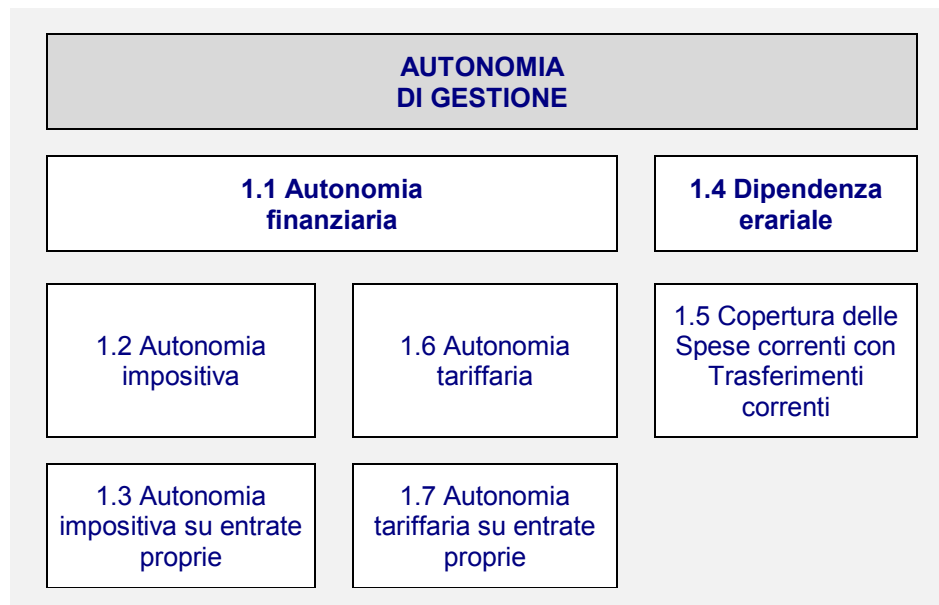 AUTONOMIA
DI GESTIONE
1.1 Autonomia
finanziaria
1.4 Dipendenza
erariale
1.2 Autonomia
impositiva
1.6 Autonomia
tariffaria
1.5 Copertura delle
Spese correnti con
Trasferimenti
correnti
1.3 Autonomia
impositiva su entrate
proprie
1.7 Autonomia
tariffaria su entrate
proprie